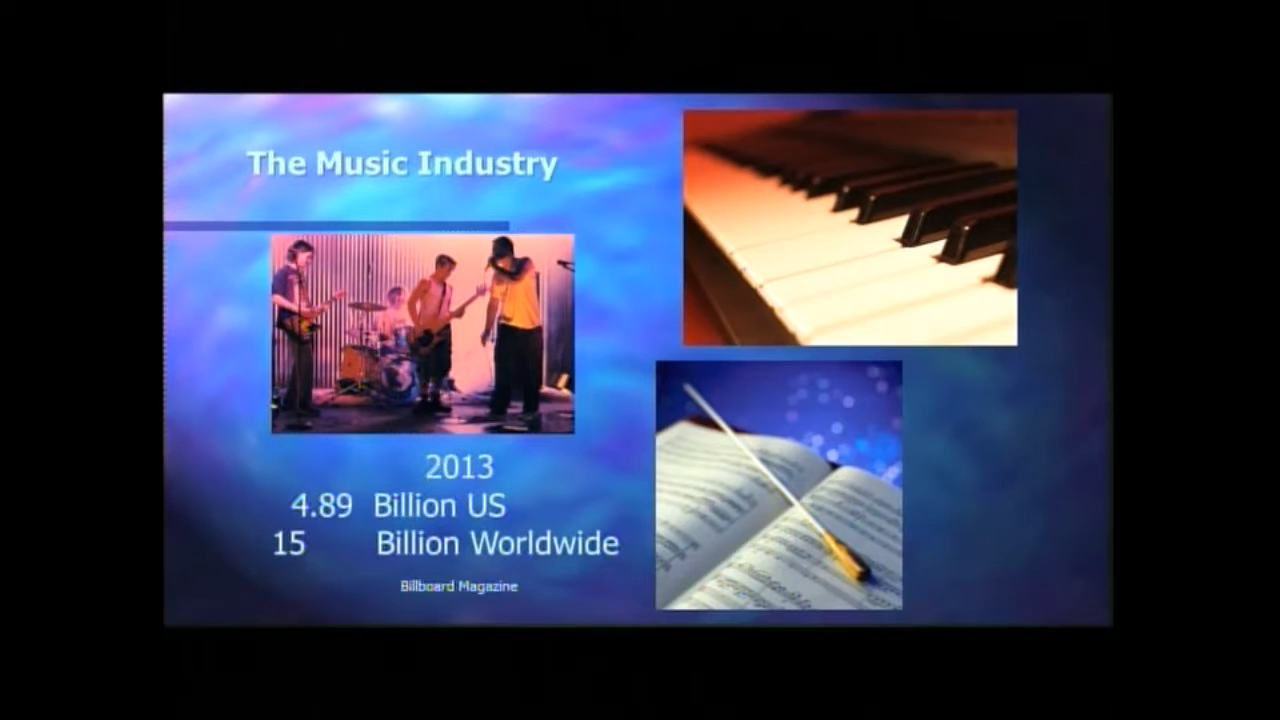 The Music Industry
2013
4.89 Billion US
15 Billion Worldwide
Billboard Magazine